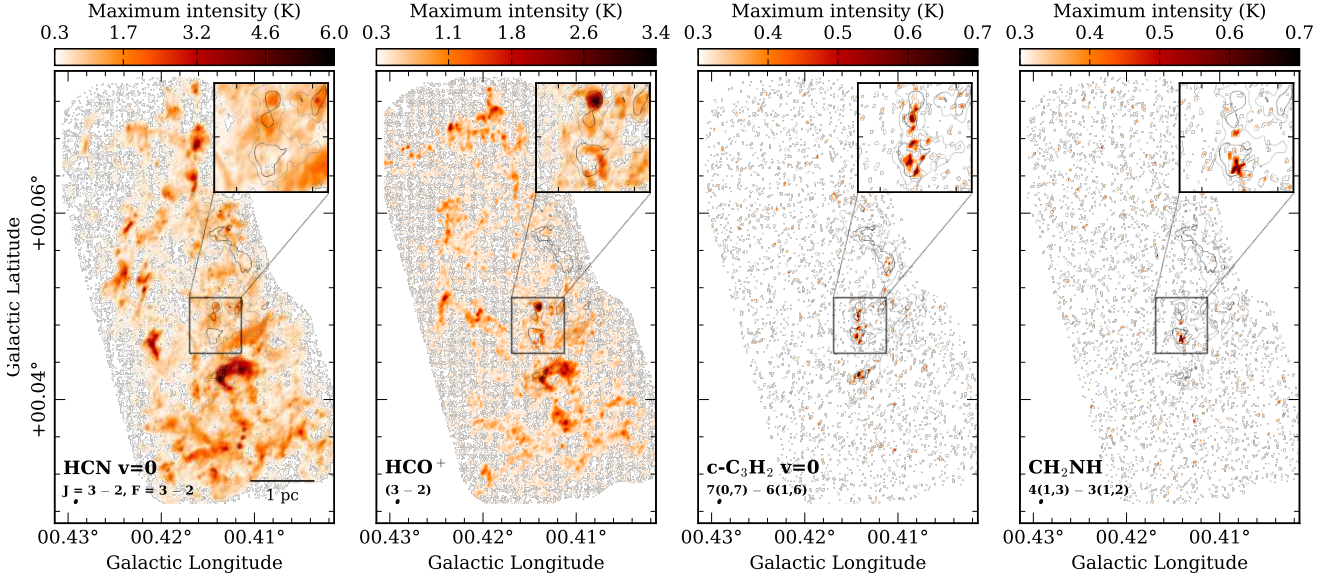 Maximum intensity (K) Maximum intensity (K) Maximum intensity (K) Maximum intensity (K)
0.3 1.7 3.2 4.6 6.0 0.3 1.1 1.8 2.6 3.4 0.3 0.4 0.5 0.6 0.7 0.3 0.4 0.5 0.6 0.7
Galactic Latitude
+00.06°
+00.04°
HCN v=0 HCO⁺ c-C₃H₂ v=0 CH₂NH
J = 3 − 2, F = 3 − 2 (3 − 2) 7(0,7) − 6(1,6) 4(1,3) − 3(1,2)
1 pc
00.43° 00.42° 00.41° 00.43° 00.42° 00.41° 00.43° 00.42° 00.41° 00.43° 00.42° 00.41°
Galactic Longitude Galactic Longitude Galactic Longitude Galactic Longitude